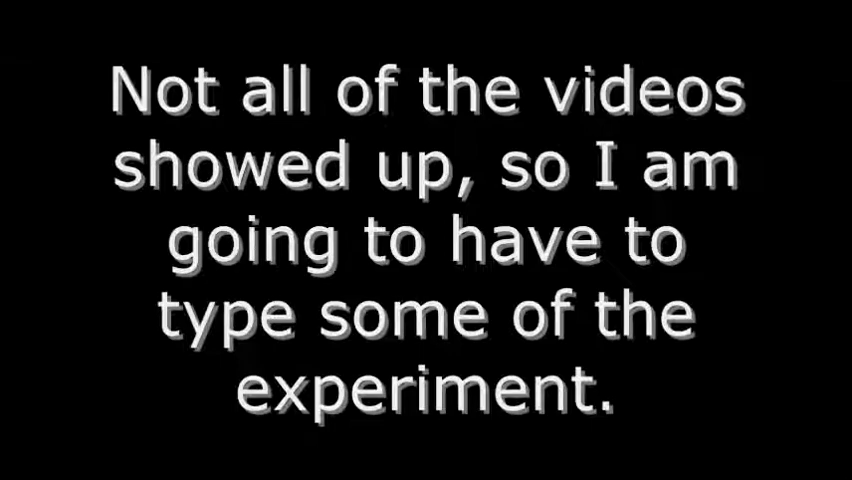 Not all of the videos
showed up, so I am
going to have to
type some of the
experiment.